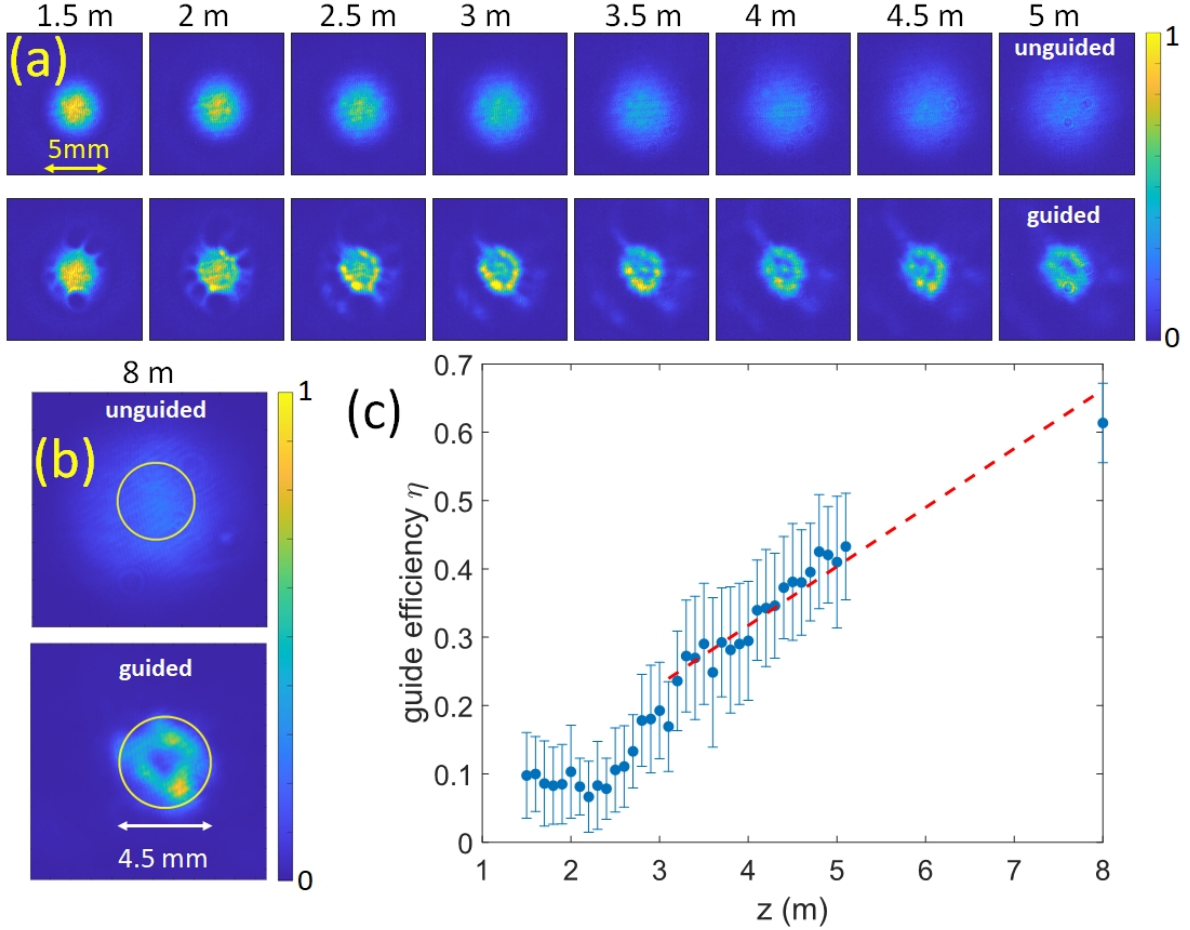 1.5 m 2 m 2.5 m 3 m 3.5 m 4 m 4.5 m 5 m
(a)
unguided
1
5mm
guided
0
8 m
unguided
1
(b)
guided
4.5 mm
0
(c)
0.7
0.6
0.5
0.4
0.3
0.2
0.1
0
guide efficiency η
1 2 3 4 5 6 7 8
z (m)